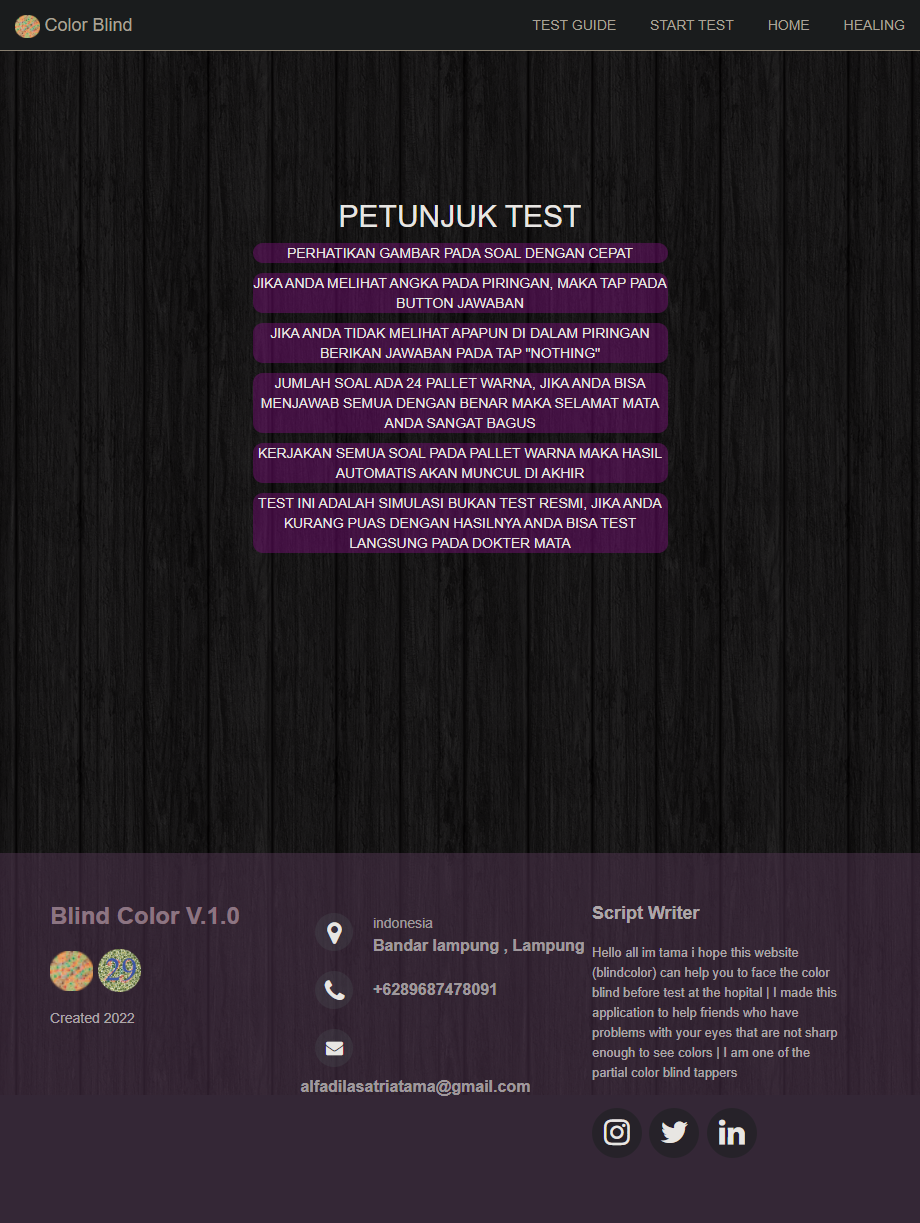 Color Blind
TEST GUIDE
START TEST
HOME
HEALING
PETUNJUK TEST
PERHATIKAN GAMBAR PADA SOAL DENGAN CEPAT
JIKA ANDA MELIHAT ANGKA PADA PIRINGAN, MAKA TAP PADA
BUTTON JAWABAN
JIKA ANDA TIDAK MELIHAT APAPUN DI DALAM PIRINGAN
BERIKAN JAWABAN PADA TAP "NOTHING"
JUMLAH SOAL ADA 24 PALLET WARNA, JIKA ANDA BISA
MENJAWAB SEMUA DENGAN BENAR MAKA SELAMAT MATA
ANDA SANGAT BAGUS
KERJAKAN SEMUA SOAL PADA PALLET WARNA MAKA HASIL
AUTOMATIS AKAN MUNCUL DI AKHIR
TEST INI ADALAH SIMULASI BUKAN TEST RESMI, JIKA ANDA
KURANG PUAS DENGAN HASILNYA ANDA BISA TEST
LANGSUNG PADA DOKTER MATA
Blind Color V.1.0
29
Created 2022
indonesia
Bandar lampung , Lampung
+6289687478091
alfadilasatriatama@gmail.com
Script Writer
Hello all im tama i hope this website
(blindcolor) can help you to face the color
blind before test at the hopital | I made this
application to help friends who have
problems with your eyes that are not sharp
enough to see colors | I am one of the
partial color blind tappers
in